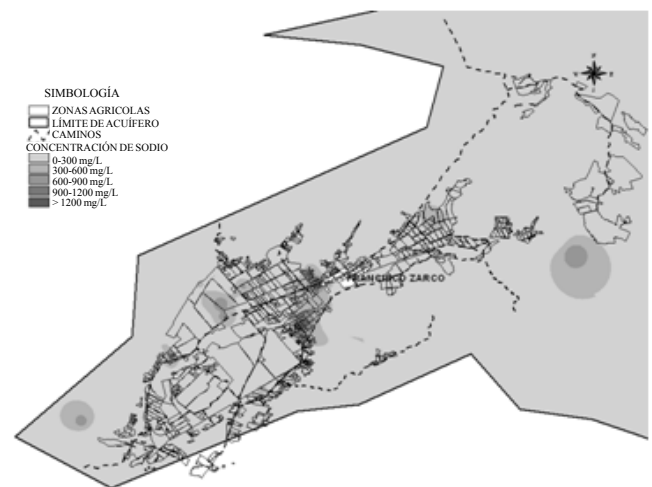 SIMBOLOGÍA
ZONAS AGRICOLAS
LÍMITE DE ACUÍFERO
CAMINOS
CONCENTRACIÓN DE SODIO
0-300 mg/L
300-600 mg/L
600-900 mg/L
900-1200 mg/L
> 1200 mg/L
FRANCISCO ZARCO